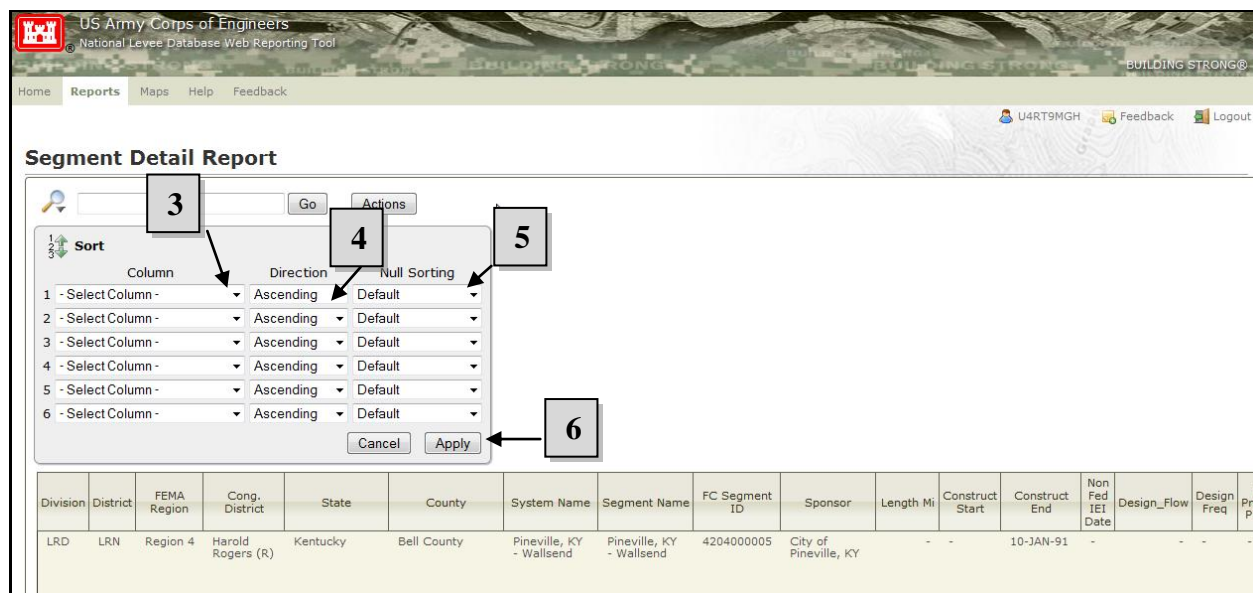 US Army Corps of Engineers
® National Levee Database Web Reporting Tool
BUILDING STRONG®
Home Reports Maps Help Feedback
U4RT9MGH Feedback Logout
Segment Detail Report
3
Go Actions
4
5
Sort
Column Direction Null Sorting
1 - Select Column - Ascending Default
2 - Select Column - Ascending Default
3 - Select Column - Ascending Default
4 - Select Column - Ascending Default
5 - Select Column - Ascending Default
6 - Select Column - Ascending Default
Cancel Apply
6
Division District FEMA Region Cong. District State County System Name Segment Name FC Segment ID Sponsor Length Mi Construct Start Construct End Non Fed IEI Date Design_Flow Design Freq
LRD LRN Region 4 Harold Rogers (R) Kentucky Bell County Pineville, KY - Wallsend Pineville, KY - Wallsend 4204000005 City of Pineville, KY - - 10-JAN-91 - - - -